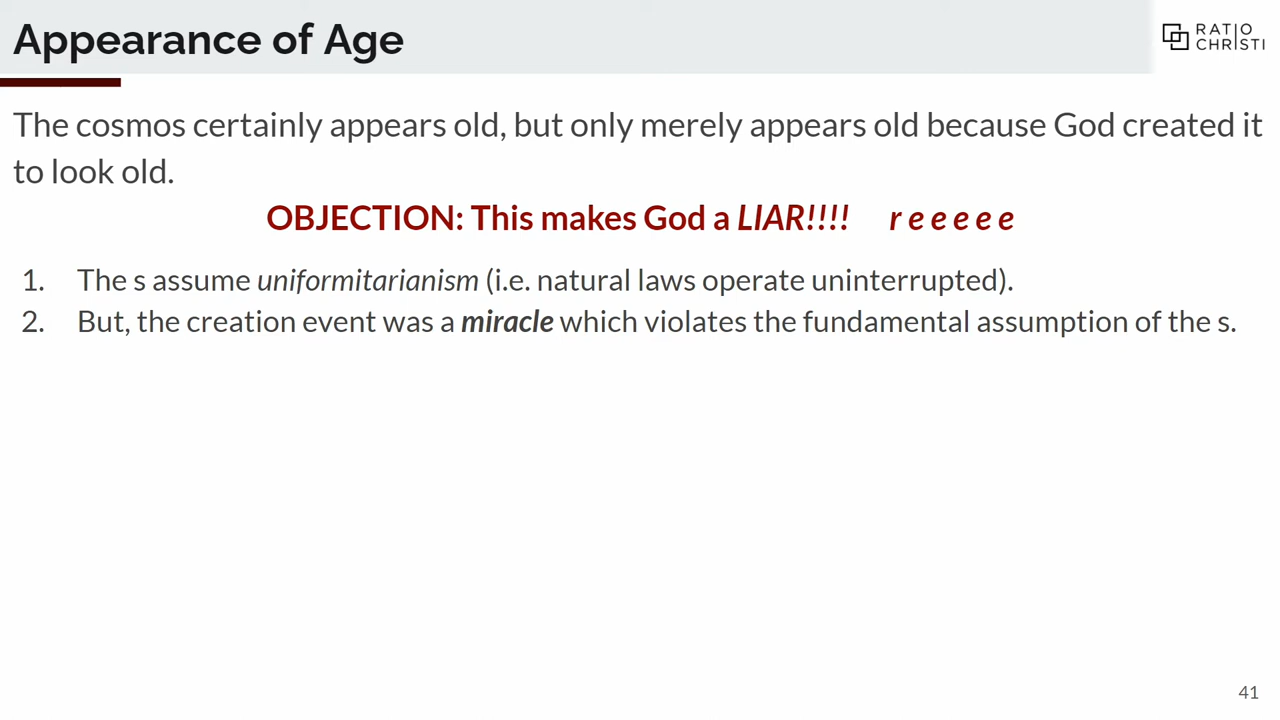 Appearance of Age
RATIO
CHRISTI
The cosmos certainly appears old, but only merely appears old because God created it
to look old.
OBJECTION: This makes God a LIAR!!!! r e e e e e
1. The s assume uniformitarianism (i.e. natural laws operate uninterrupted).
2. But, the creation event was a miracle which violates the fundamental assumption of the s.
41